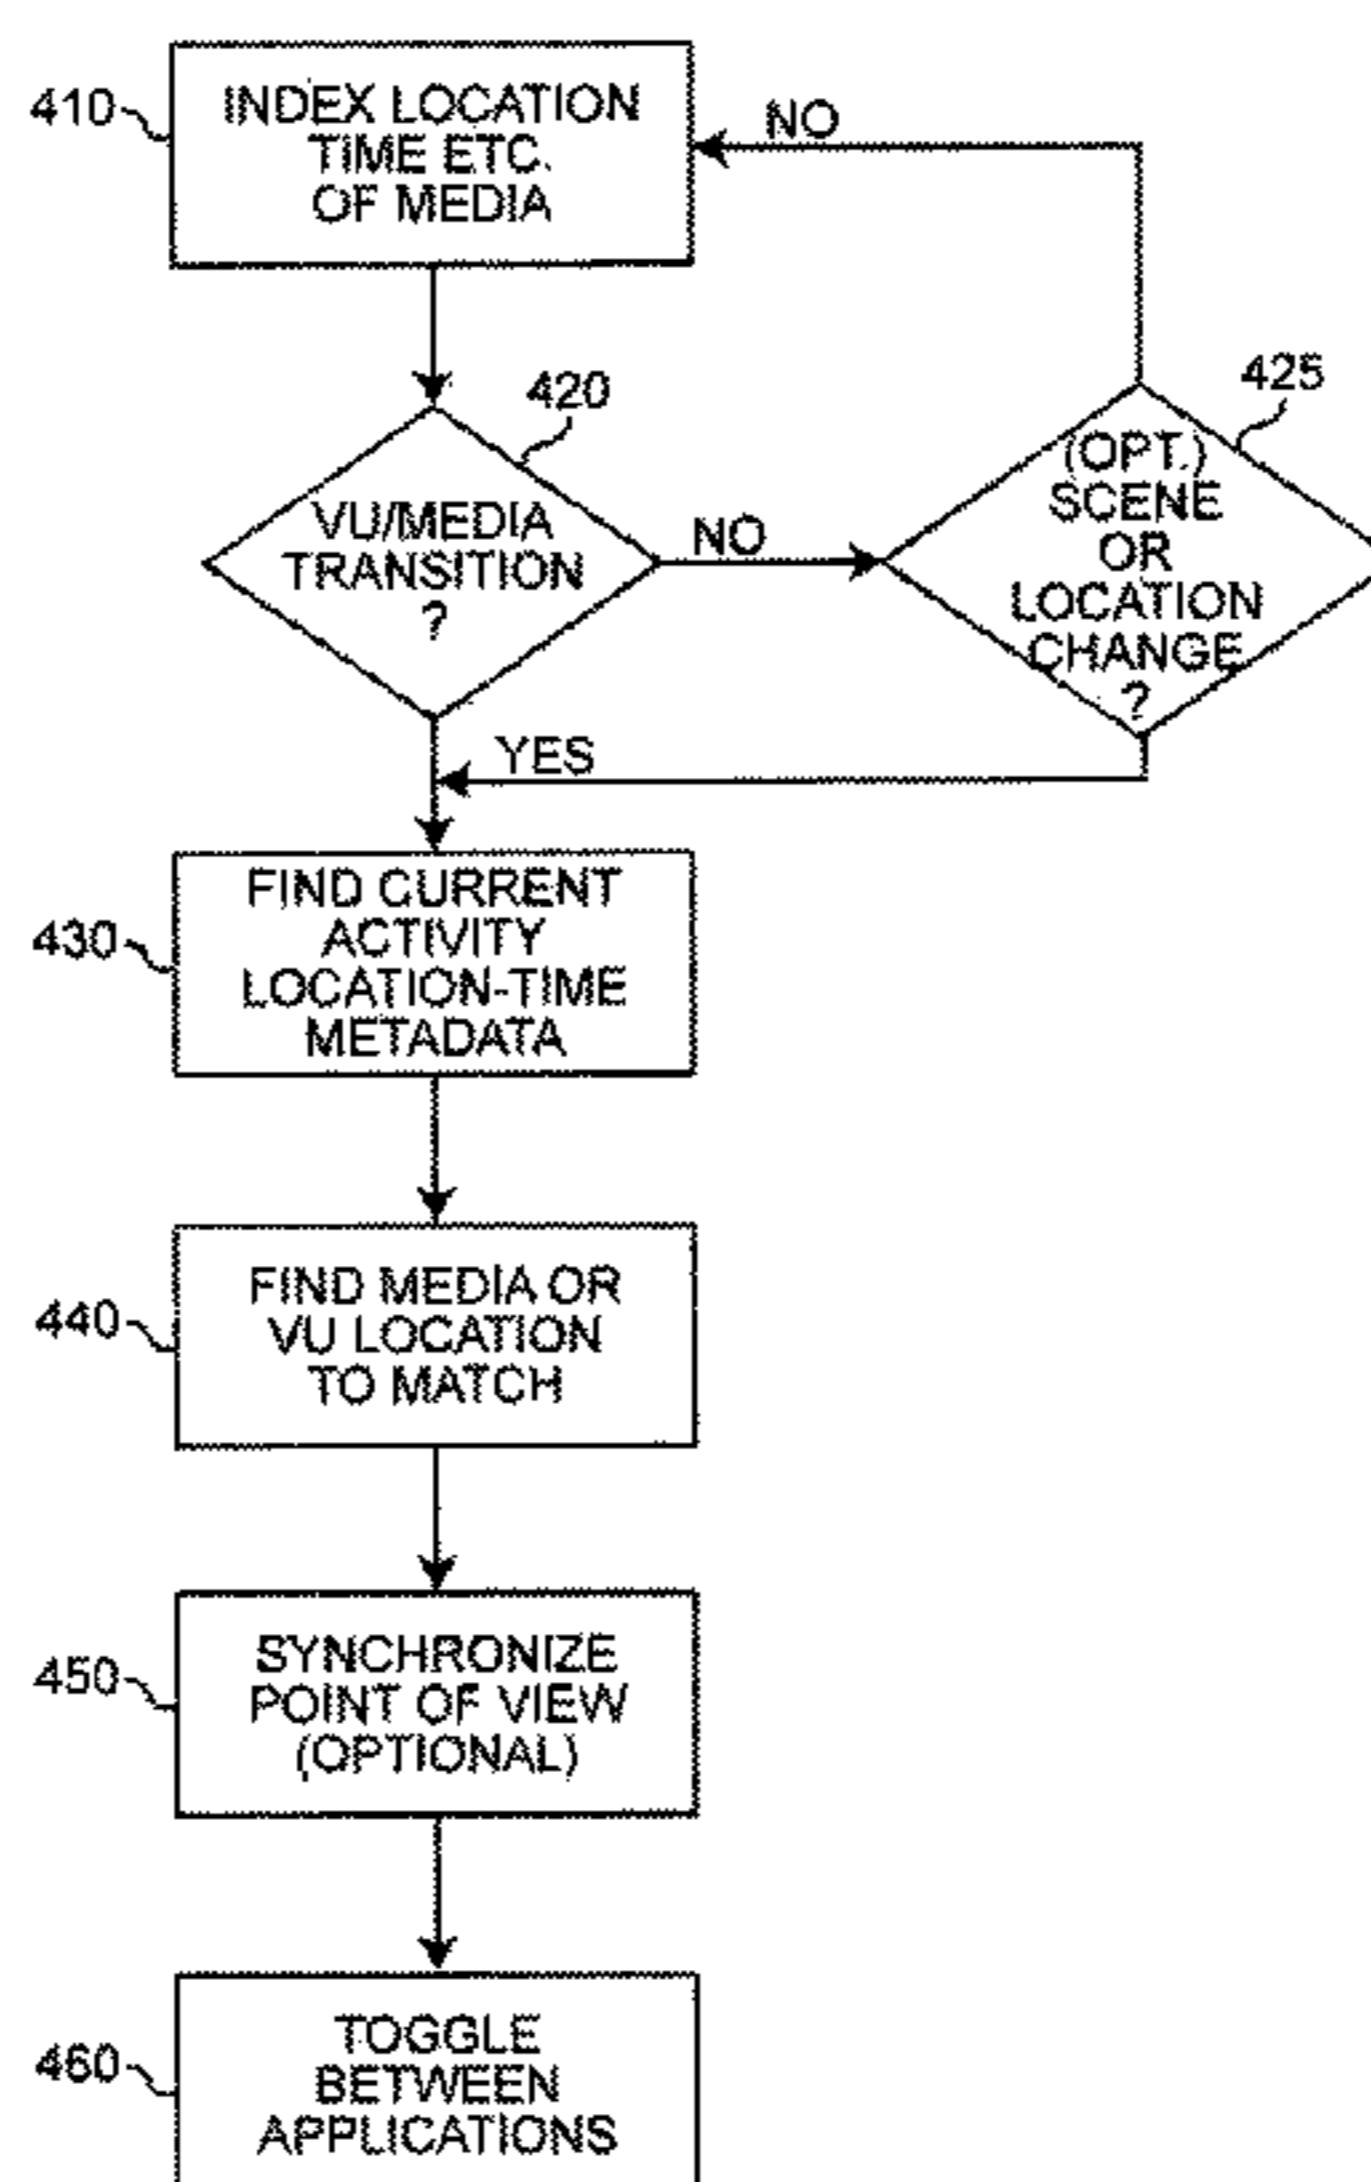 410
INDEX LOCATION
TIME ETC.
OF MEDIA
NO
420
VU/MEDIA
TRANSITION
?
NO
425
(OPT.)
SCENE
OR
LOCATION
CHANGE
?
YES
430
FIND CURRENT
ACTIVITY
LOCATION-TIME
METADATA
440
FIND MEDIA OR
VU LOCATION
TO MATCH
450
SYNCHRONIZE
POINT OF VIEW
(OPTIONAL)
460
TOGGLE
BETWEEN
APPLICATIONS